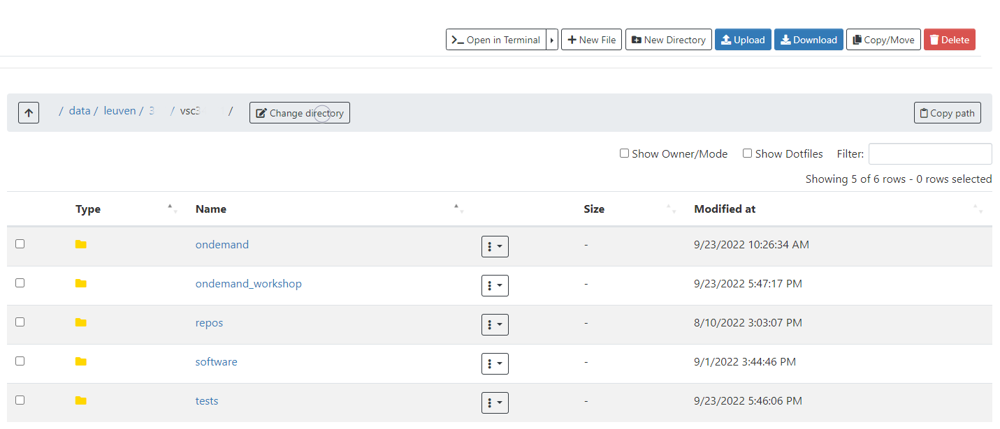 Open in Terminal New File New Directory Upload Download Copy/Move Delete
/ data / leuven / 3 / vsc3 / Change directory Copy path
Show Owner/Mode Show Dotfiles Filter:
Showing 5 of 6 rows - 0 rows selected
Type Name Size Modified at
ondemand - 9/23/2022 10:26:34 AM
ondemand_workshop - 9/23/2022 5:47:17 PM
repos - 8/10/2022 3:03:07 PM
software - 9/1/2022 3:44:46 PM
tests - 9/23/2022 5:46:06 PM